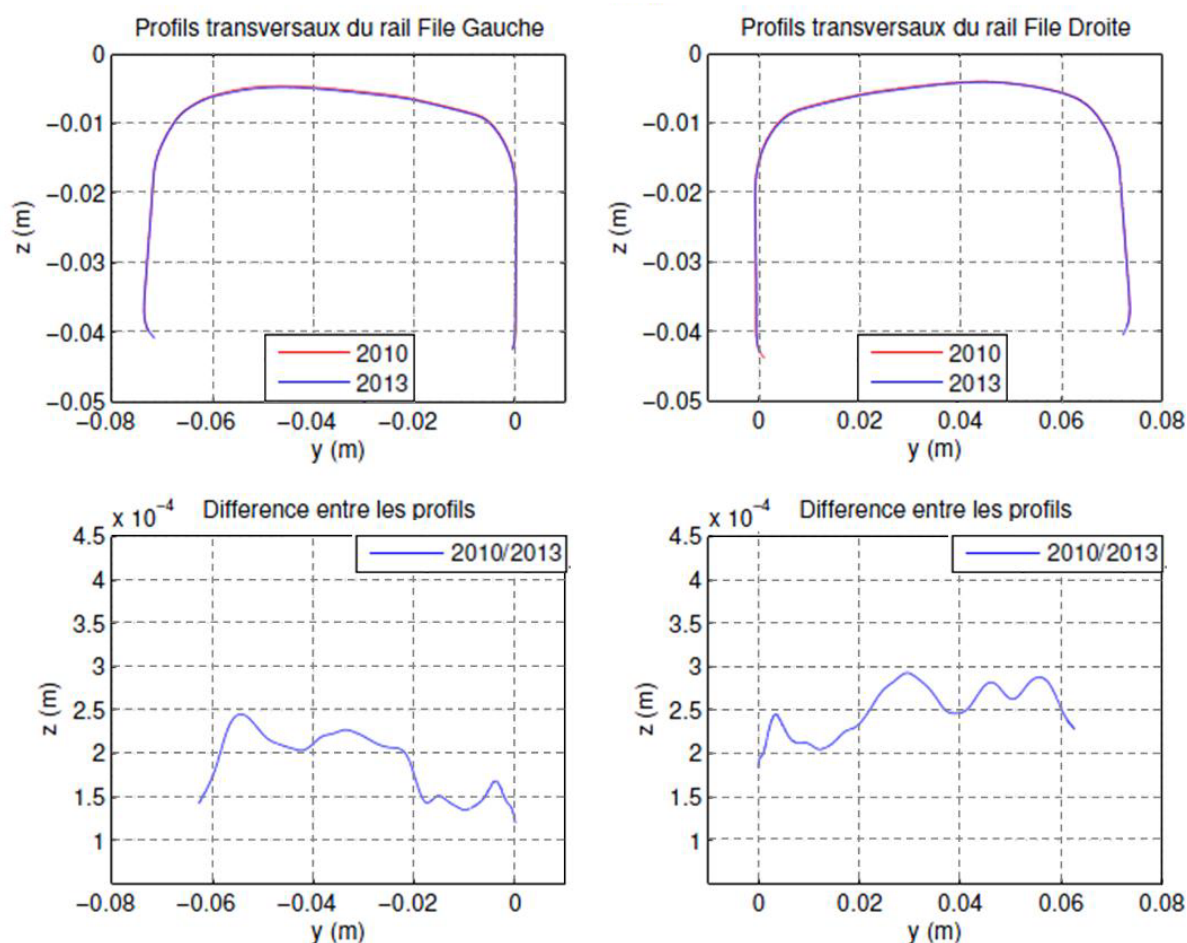 Profils transversaux du rail File Gauche
0
−0.01
−0.02
−0.03
−0.04
−0.05
z (m)
2010
2013
−0.08 −0.06 −0.04 −0.02 0
y (m)
Profils transversaux du rail File Droite
0
−0.01
−0.02
−0.03
−0.04
−0.05
z (m)
2010
2013
0 0.02 0.04 0.06 0.08
y (m)
x 10−4 Difference entre les profils
4.5
4
3.5
3
2.5
2
1.5
1
z (m)
2010/2013
−0.08 −0.06 −0.04 −0.02 0
y (m)
x 10−4 Difference entre les profils
4.5
4
3.5
3
2.5
2
1.5
1
z (m)
2010/2013
0 0.02 0.04 0.06 0.08
y (m)